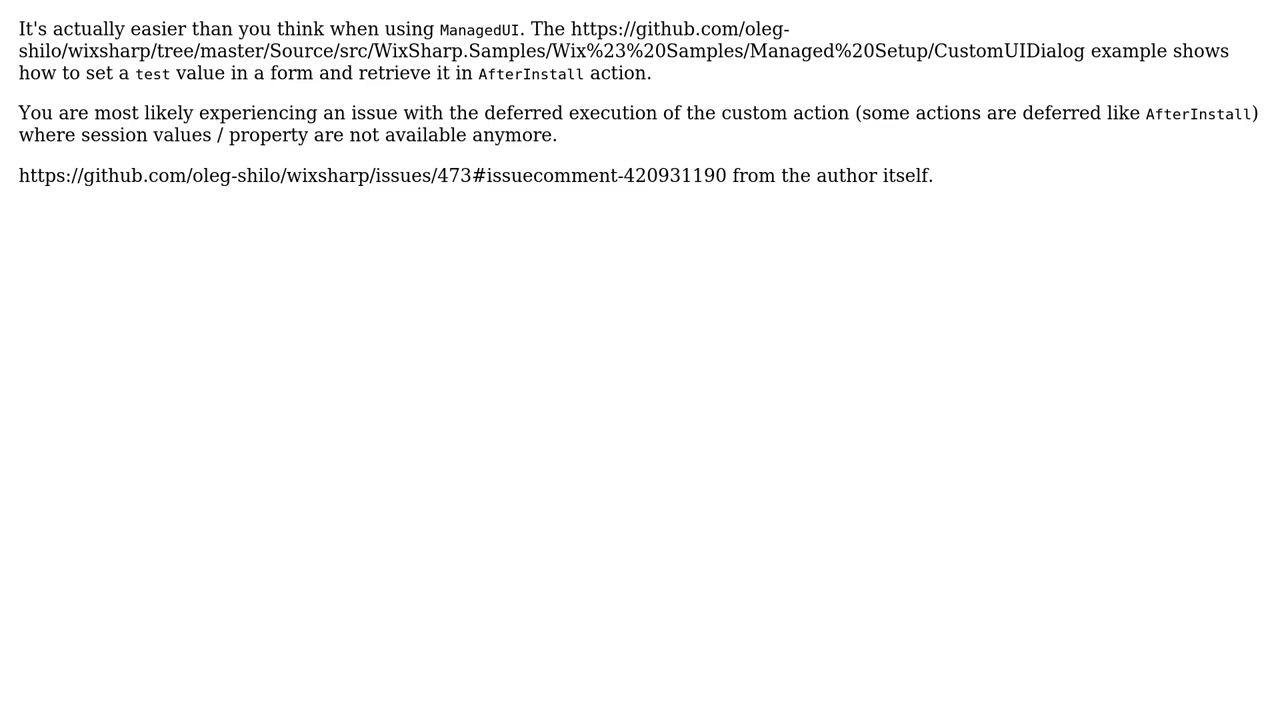 It's actually easier than you think when using ManagedUI. The https://github.com/oleg-
shilo/wixsharp/tree/master/Source/src/WixSharp.Samples/Wix%23%20Samples/Managed%20Setup/CustomUIDialog example shows
how to set a test value in a form and retrieve it in AfterInstall action.
You are most likely experiencing an issue with the deferred execution of the custom action (some actions are deferred like AfterInstall)
where session values / property are not available anymore.
https://github.com/oleg-shilo/wixsharp/issues/473#issuecomment-420931190 from the author itself.